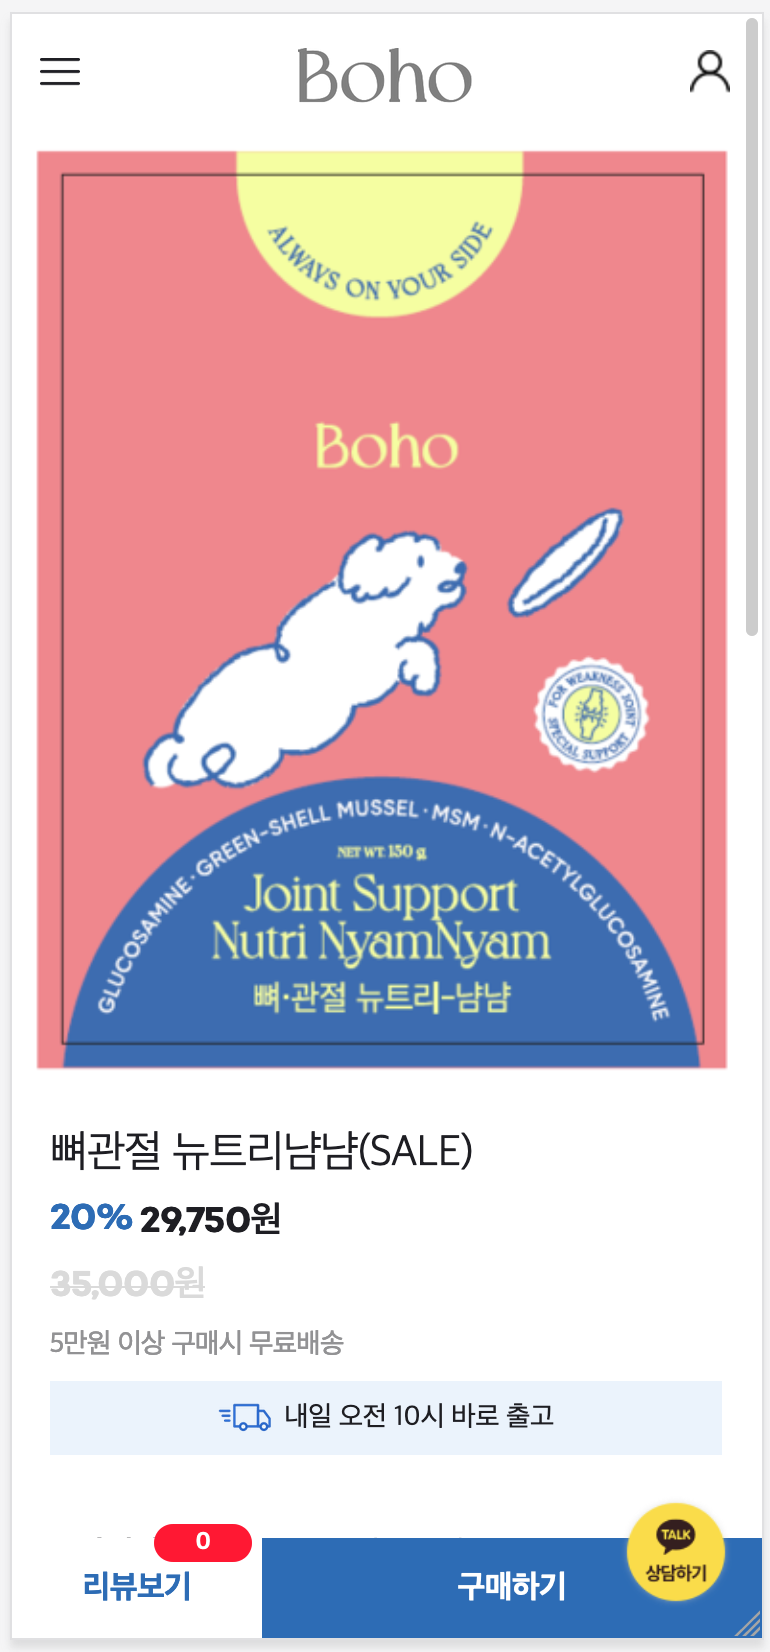 Boho
ALWAYS ON YOUR SIDE
Boho
FOR WEAKNESS JOINT
SPECIAL SUPPORT
GLUCOSAMINE · GREEN-SHELL MUSSEL · MSM · N-ACETYLGLUCOSAMINE
NET WT. 150 g
Joint Support
Nutri NyamNyam
뼈·관절 뉴트리-냠냠
뼈관절 뉴트리냠냠(SALE)
20% 29,750원
35,000원
5만원 이상 구매시 무료배송
내일 오전 10시 바로 출고
0
리뷰보기
구매하기
TALK
상담하기